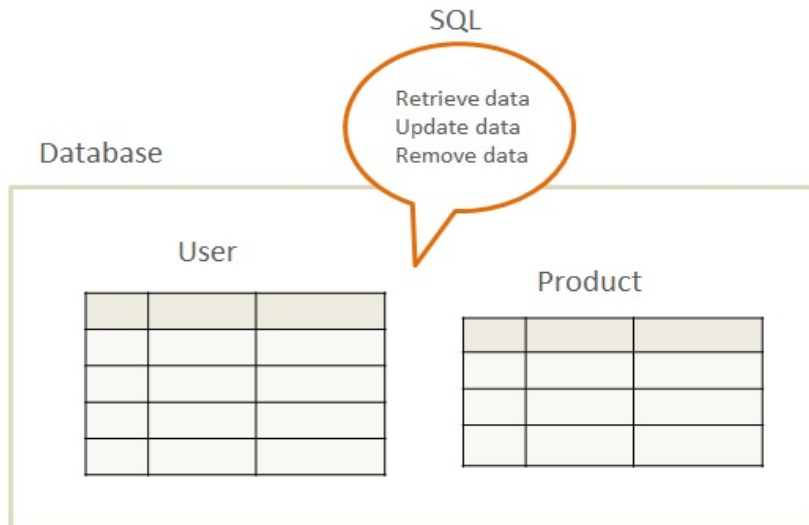 SQL
Retrieve data
Update data
Remove data
Database
User
Product